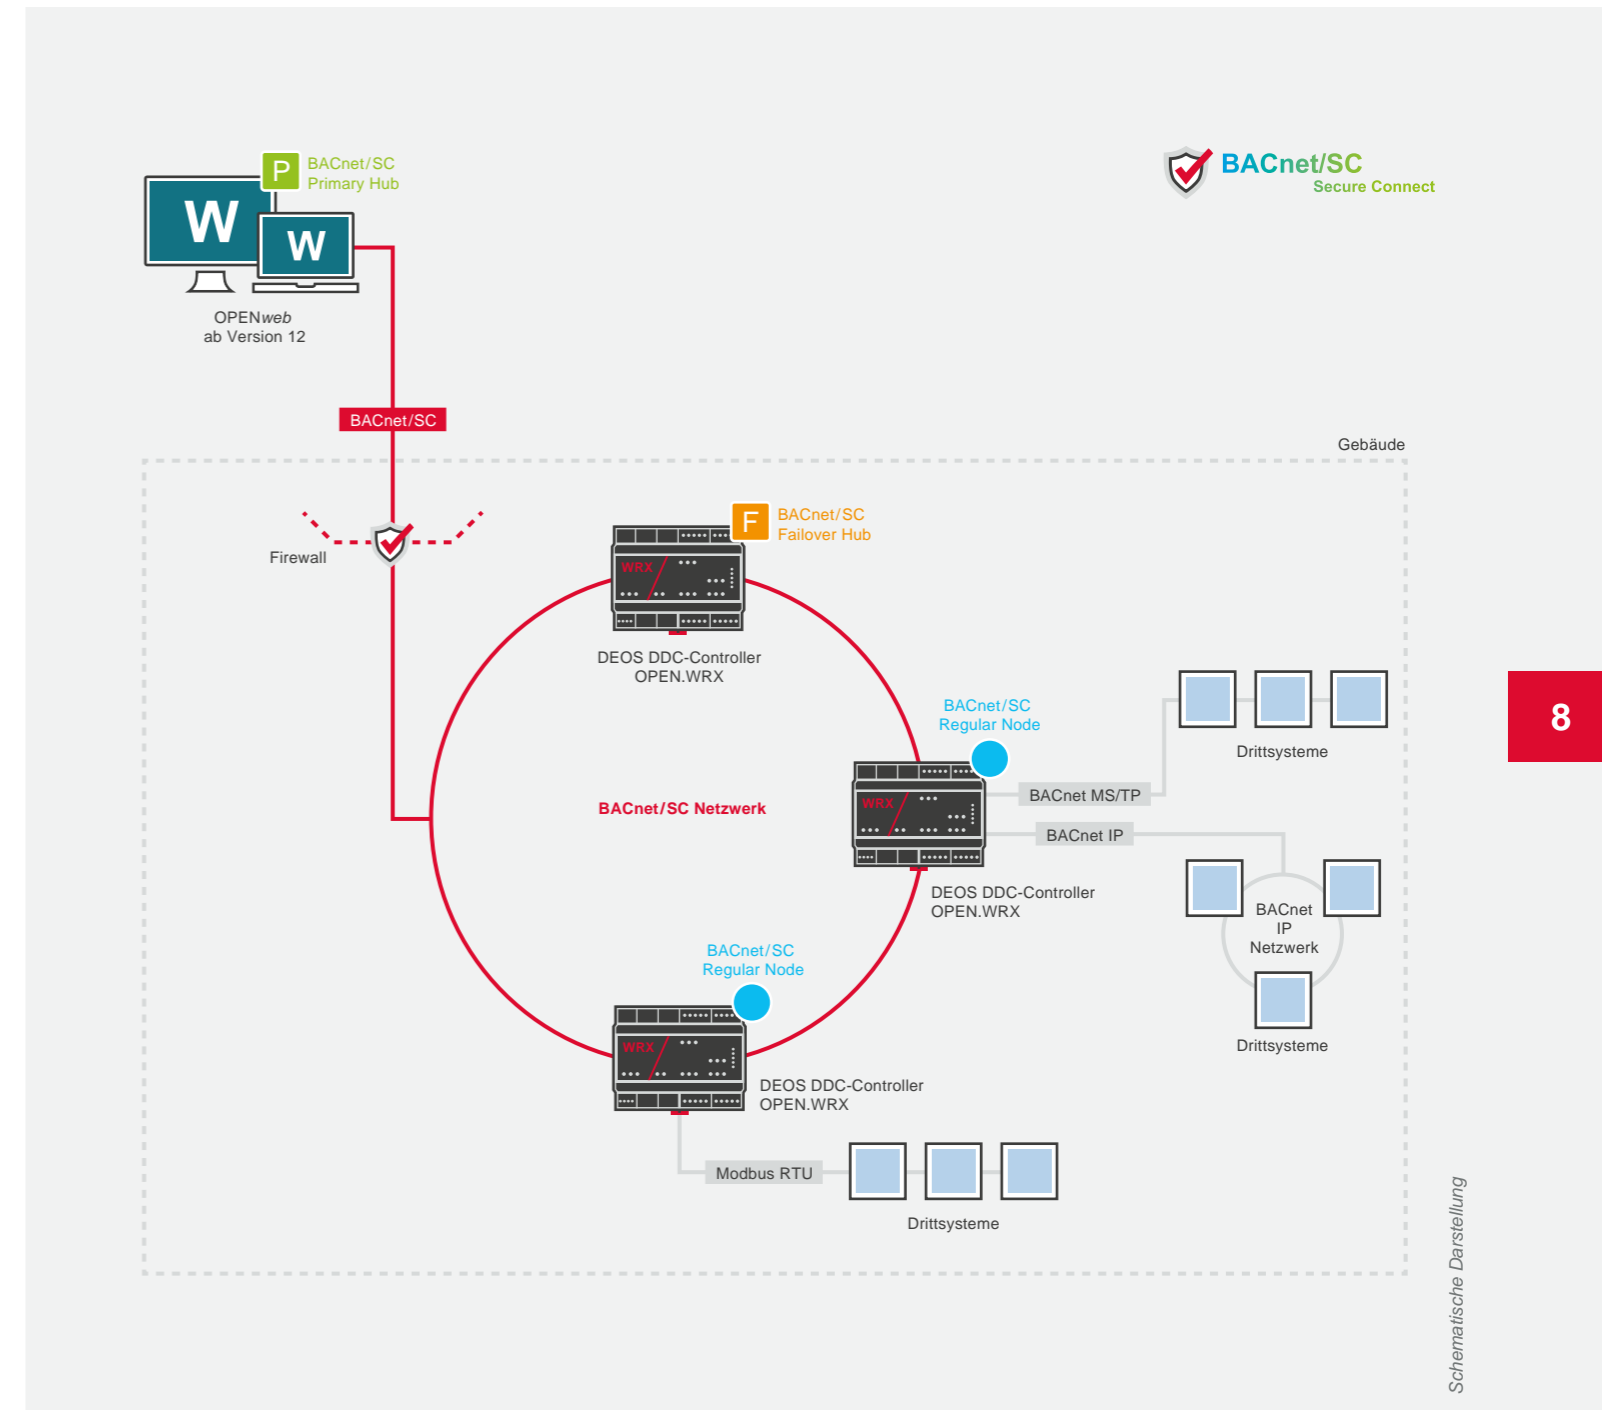 P
BACnet/SC
Primary Hub
W
W
OPENweb
ab Version 12
BACnet/SC
Secure Connect
BACnet/SC
Gebäude
Firewall
F
BACnet/SC
Failover Hub
WRX
DEOS DDC-Controller
OPEN.WRX
BACnet/SC
Regular Node
WRX
DEOS DDC-Controller
OPEN.WRX
BACnet MS/TP
Drittsysteme
BACnet IP
BACnet
IP
Netzwerk
Drittsysteme
BACnet/SC Netzwerk
BACnet/SC
Regular Node
WRX
DEOS DDC-Controller
OPEN.WRX
Modbus RTU
Drittsysteme
8
Schematische Darstellung